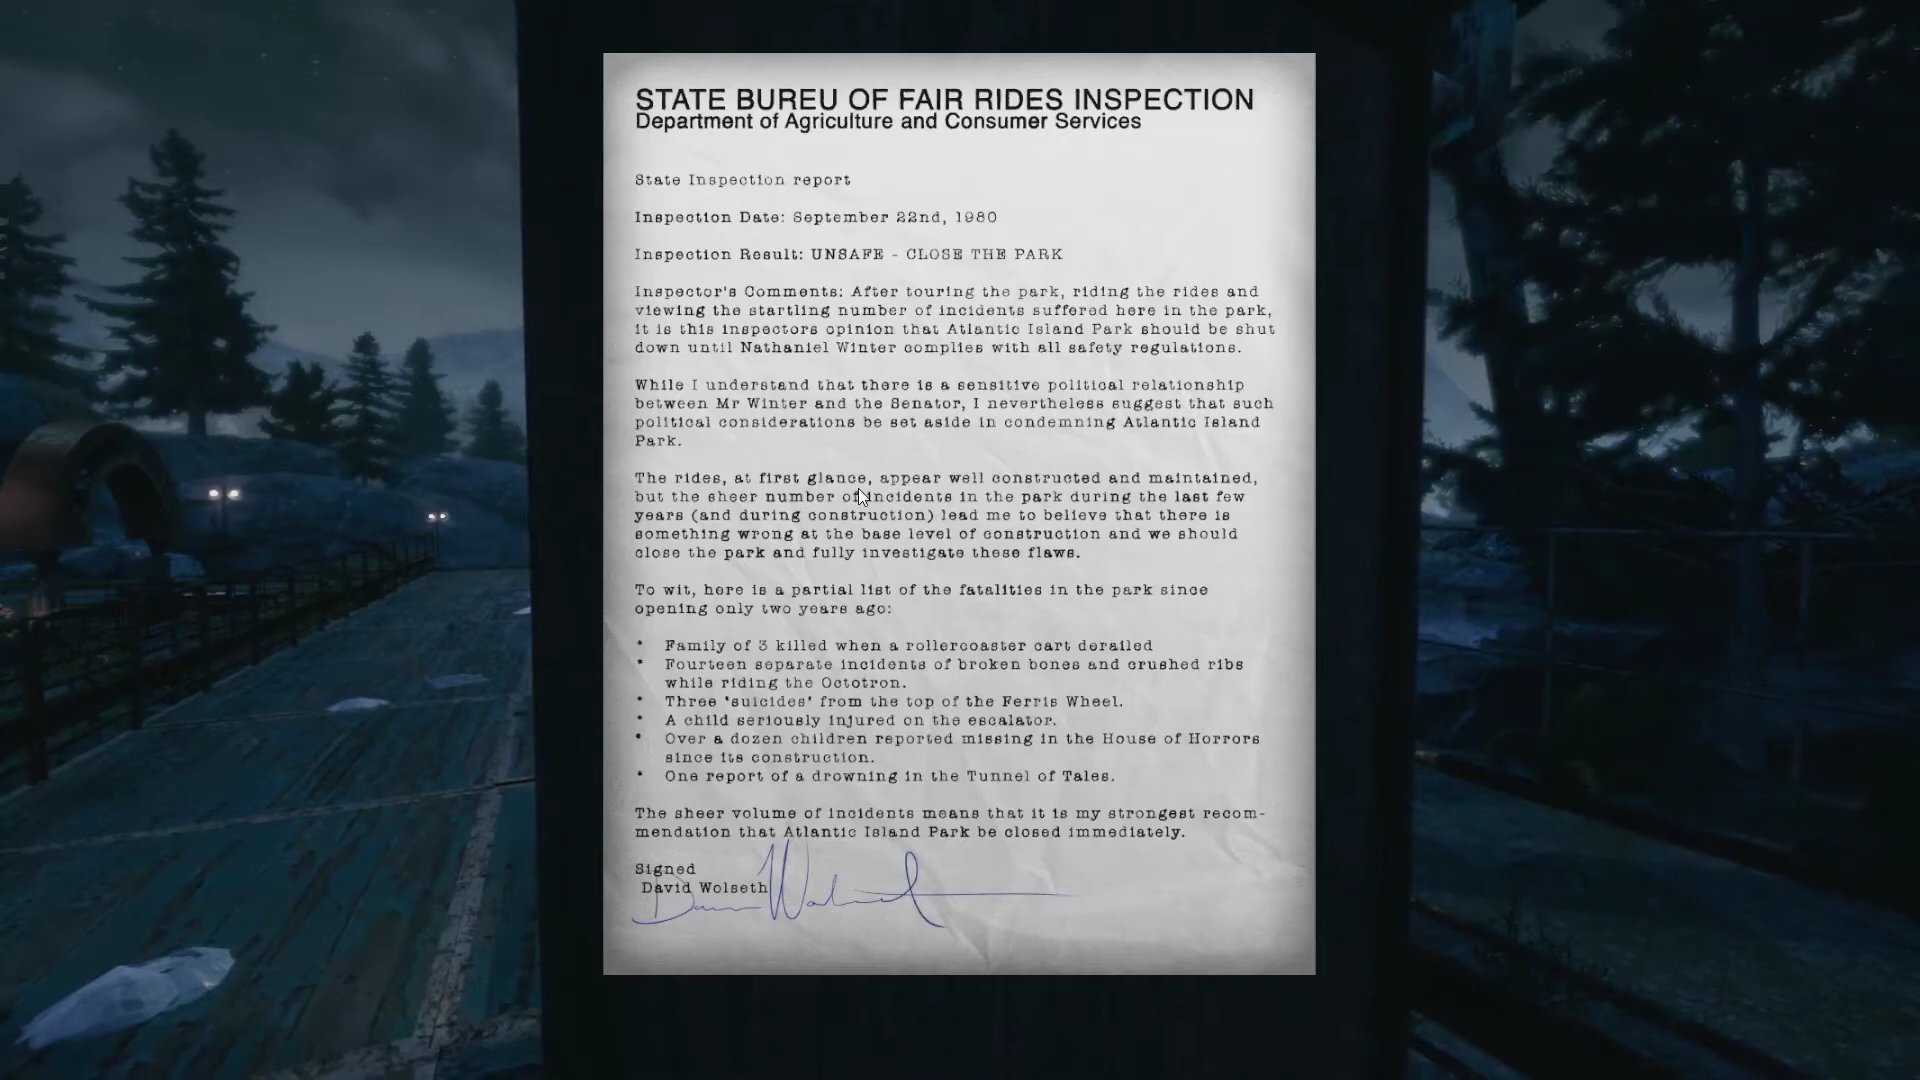 STATE BUREU OF FAIR RIDES INSPECTION
Department of Agriculture and Consumer Services
State Inspection report
Inspection Date: September 22nd, 1980
Inspection Result: UNSAFE - CLOSE THE PARK
Inspector's Comments: After touring the park, riding the rides and
viewing the startling number of incidents suffered here in the park,
it is this inspectors opinion that Atlantic Island Park should be shut
down until Nathaniel Winter complies with all safety regulations.
While I understand that there is a sensitive political relationship
between Mr Winter and the Senator, I nevertheless suggest that such
political considerations be set aside in condemning Atlantic Island
Park.
The rides, at first glance, appear well constructed and maintained,
but the sheer number of incidents in the park during the last few
years (and during construction) lead me to believe that there is
something wrong at the base level of construction and we should
close the park and fully investigate these flaws.
To wit, here is a partial list of the fatalities in the park since
opening only two years ago:
* Family of 3 killed when a rollercoaster cart derailed
* Fourteen separate incidents of broken bones and crushed ribs
while riding the Octotron.
* Three "suicides" from the top of the Ferris Wheel.
* A child seriously injured on the escalator.
* Over a dozen children reported missing in the House of Horrors
since its construction.
* One report of a drowning in the Tunnel of Tales.
The sheer volume of incidents means that it is my strongest recom-
mendation that Atlantic Island Park be closed immediately.
Signed
David Wolseth